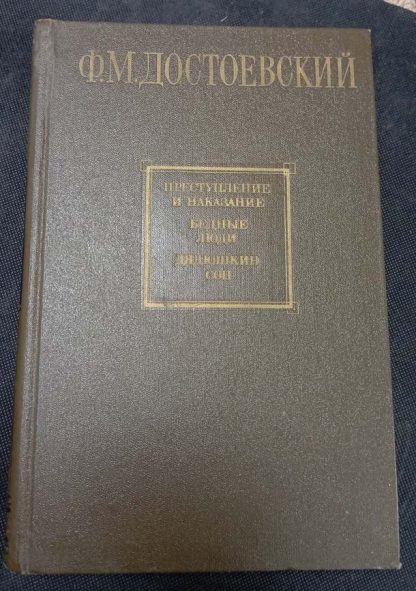 Ф.М.ДОСТОЕВСКИЙ
ПРЕСТУПЛЕНИЕ
И НАКАЗАНИЕ
БЕДНЫЕ
ЛЮДИ
ДЯДЮШКИН
СОН